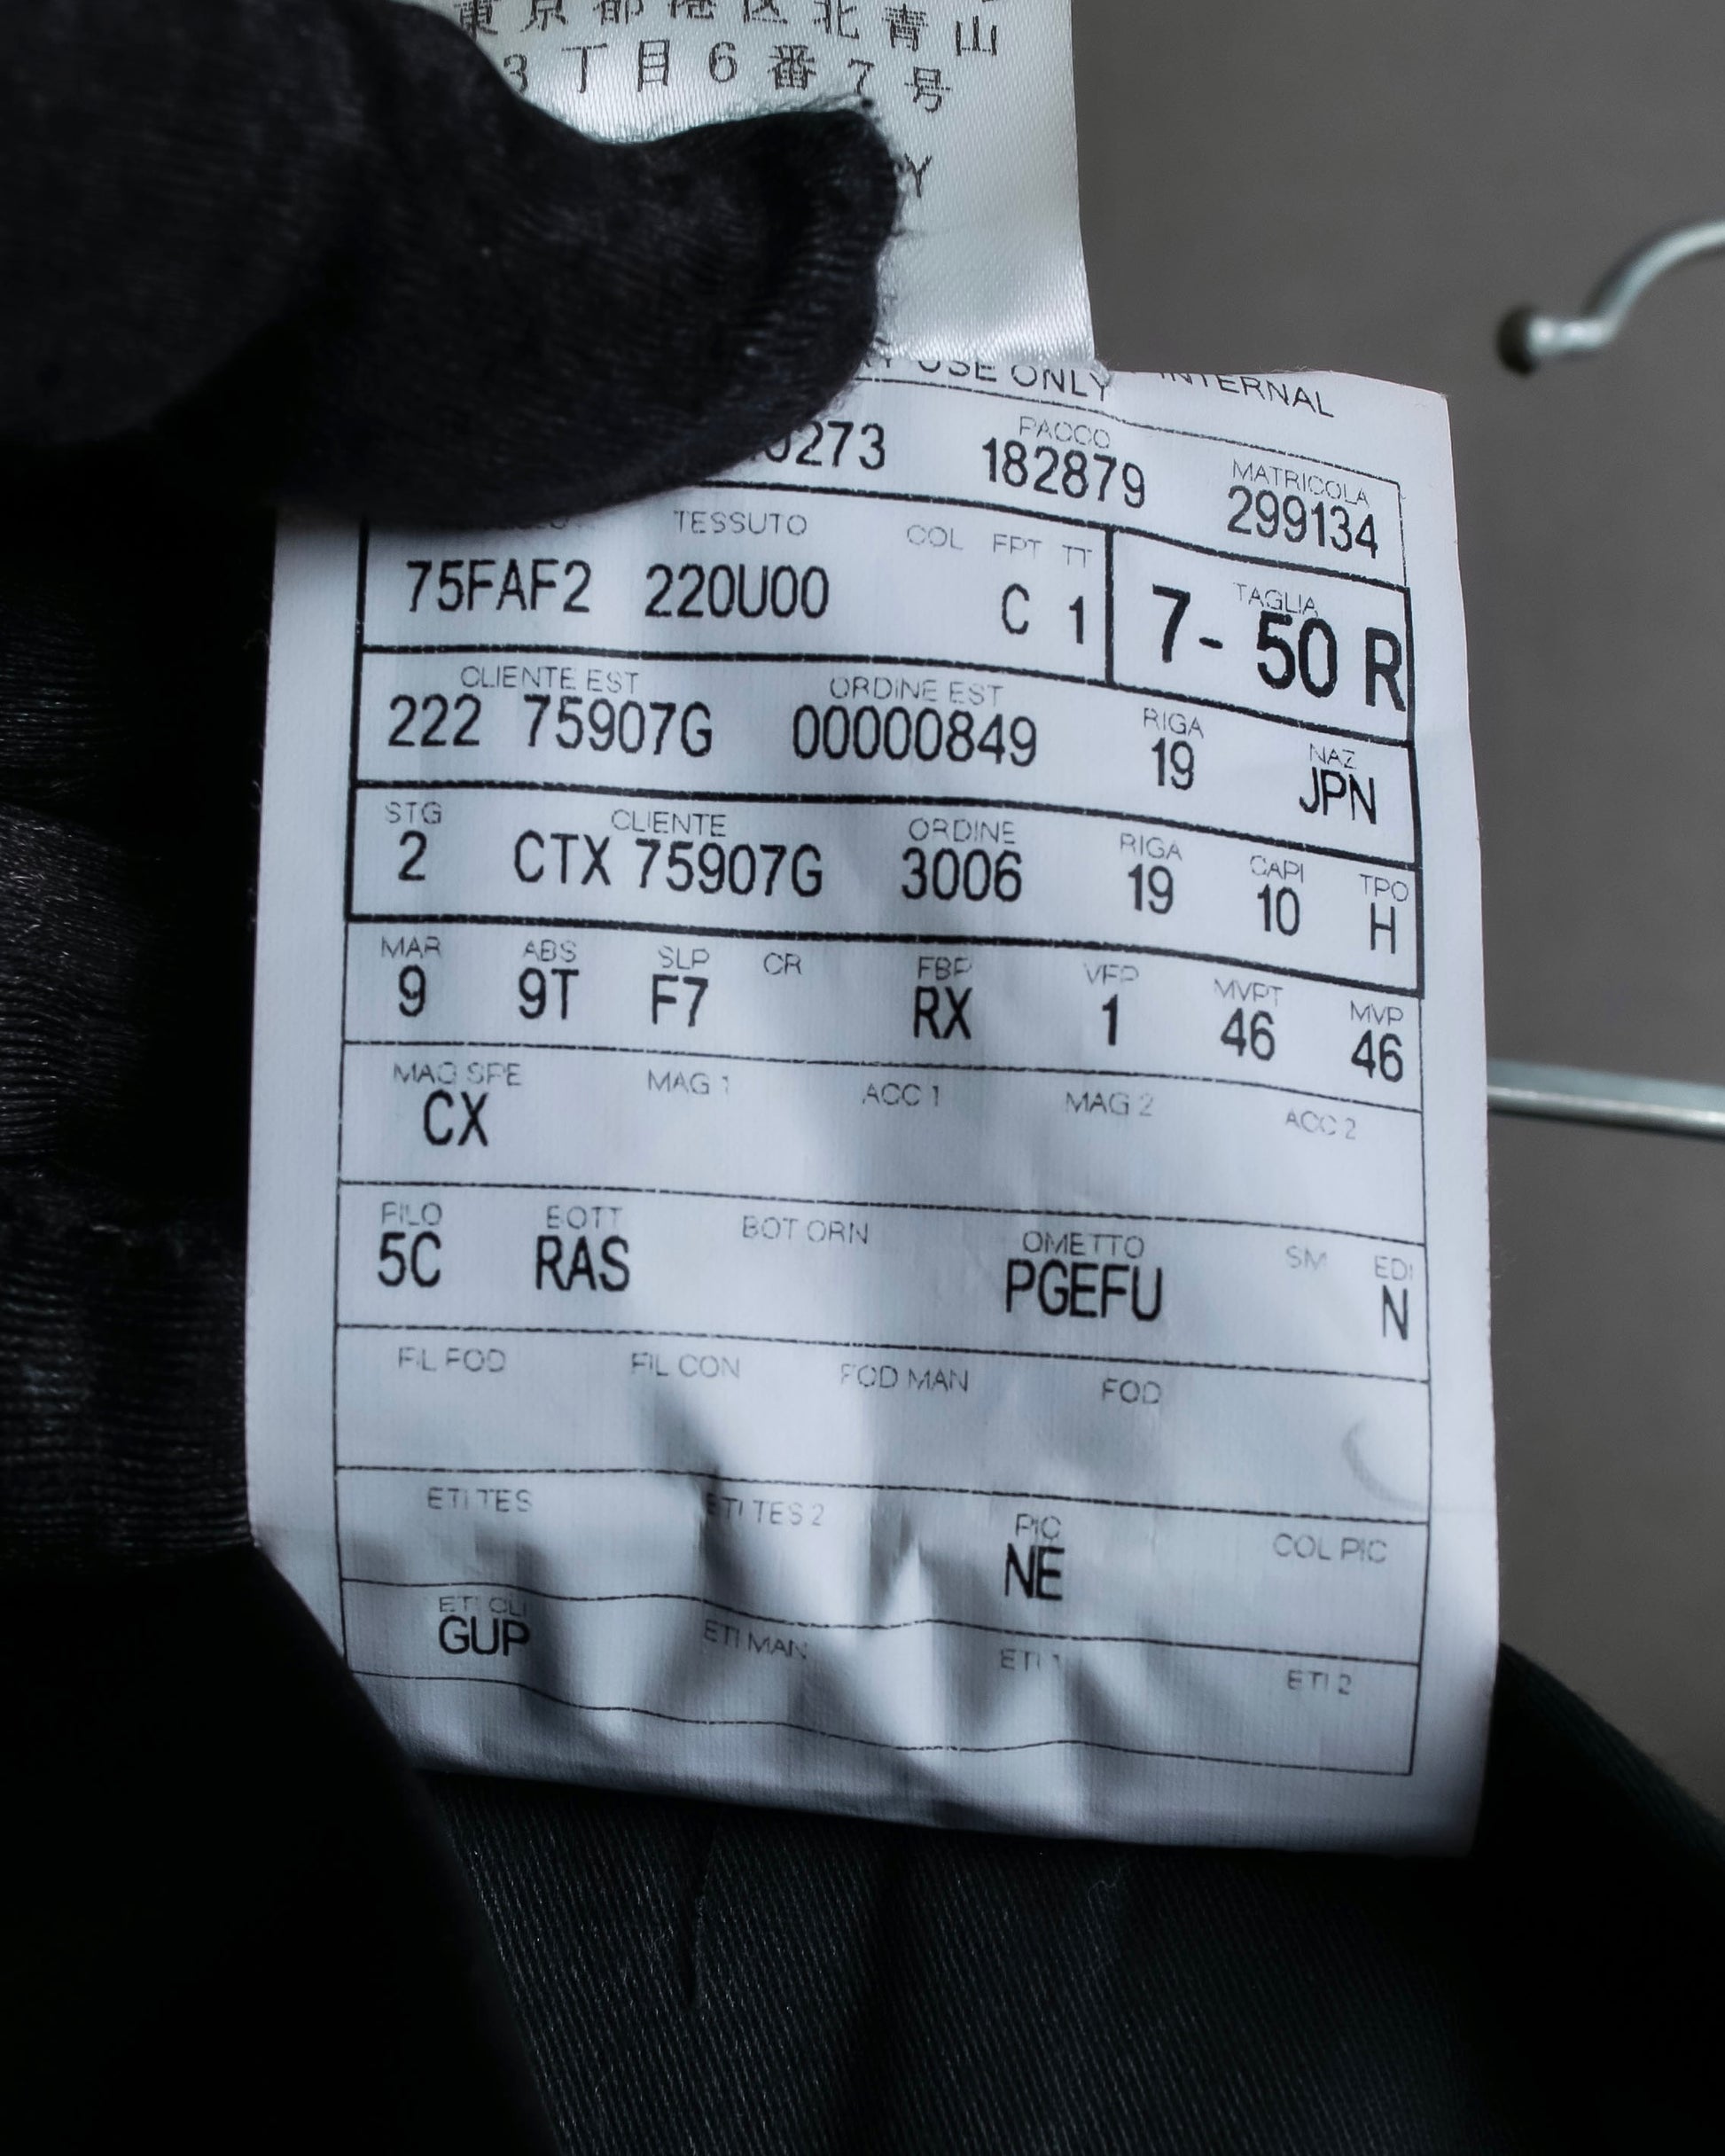 東京都港区北青山
3丁目6番7号
Y
USE ONLY INTERNAL
0273 PACCO 182879 MATRICOLA 299134
TESSUTO COL FPT TT TAGLIA
75FAF2 220U00 C 1 7- 50 R
CLIENTE EST ORDINE EST RIGA NAZ
222 75907G 00000849 19 JPN
STG CLIENTE ORDINE RIGA CAPI TPO
2 CTX 75907G 3006 19 10 H
MAR ABS SLP CR FBP VFP MVPT MVP
9 9T F7 RX 1 46 46
MAG SPE MAG 1 ACC 1 MAG 2 ACC 2
CX
FILO BOTT BOT ORN OMETTO SM EDI
5C RAS PGEFU N
FIL FOD FIL CON FOD MAN FOD
ETI TES ETI TES 2 PIC COL PIC
NE
ETI CLI ETI MAN ETI 1 ETI 2
GUP